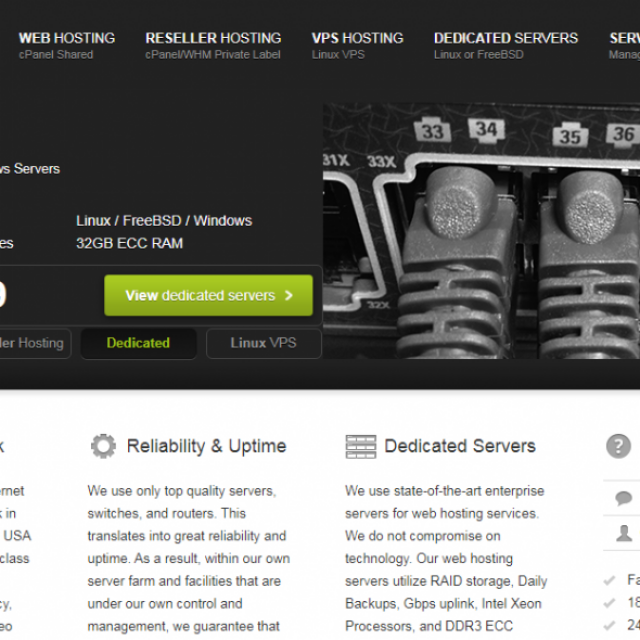 WEB HOSTING RESELLER HOSTING VPS HOSTING DEDICATED SERVERS SERV
cPanel Shared cPanel/WHM Private Label Linux VPS Linux or FreeBSD Manag
33 34 35 36
31X 33X
ws Servers
Linux / FreeBSD / Windows
es 32GB ECC RAM
View dedicated servers
32X
ler Hosting Dedicated Linux VPS
k
Reliability & Uptime
Dedicated Servers
?
ernet
k in
USA
class
cy,
eo
We use only top quality servers,
switches, and routers. This
translates into great reliability and
uptime. As a result, within our own
server farm and facilities that are
under our own control and
management, we guarantee that
We use state-of-the-art enterprise
servers for web hosting services.
We do not compromise on
technology. Our web hosting
servers utilize RAID storage, Daily
Backups, Gbps uplink, Intel Xeon
Processors, and DDR3 ECC
Fa
18
24